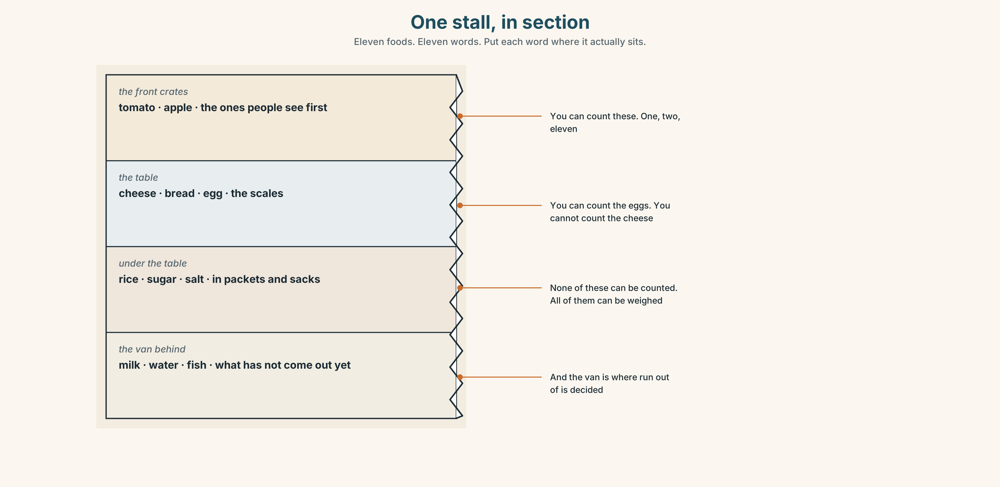 One stall, in section
Eleven foods. Eleven words. Put each word where it actually sits.
the front crates
tomato · apple · the ones people see first
You can count these. One, two,
eleven
the table
cheese · bread · egg · the scales
You can count the eggs. You
cannot count the cheese
under the table
rice · sugar · salt · in packets and sacks
None of these can be counted.
All of them can be weighed
the van behind
milk · water · fish · what has not come out yet
And the van is where run out
of is decided